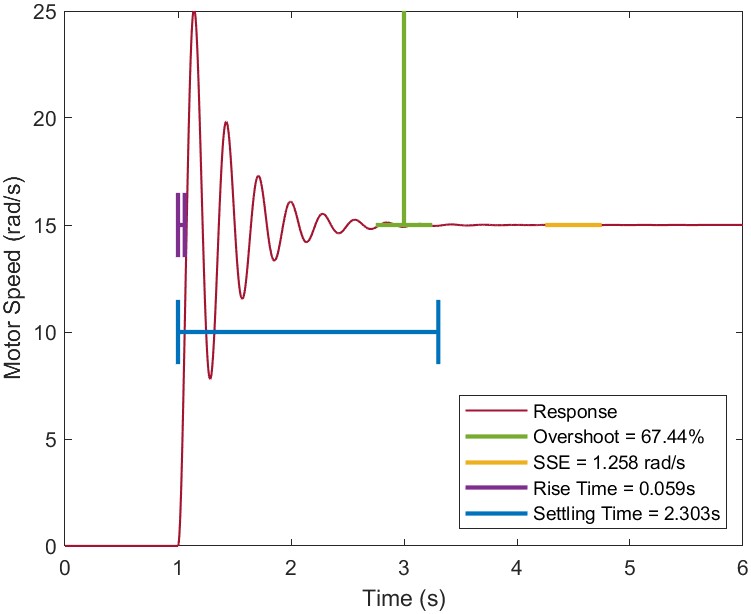 25
20
15
10
5
0
Motor Speed (rad/s)
0 1 2 3 4 5 6
Time (s)
Response
Overshoot = 67.44%
SSE = 1.258 rad/s
Rise Time = 0.059s
Settling Time = 2.303s